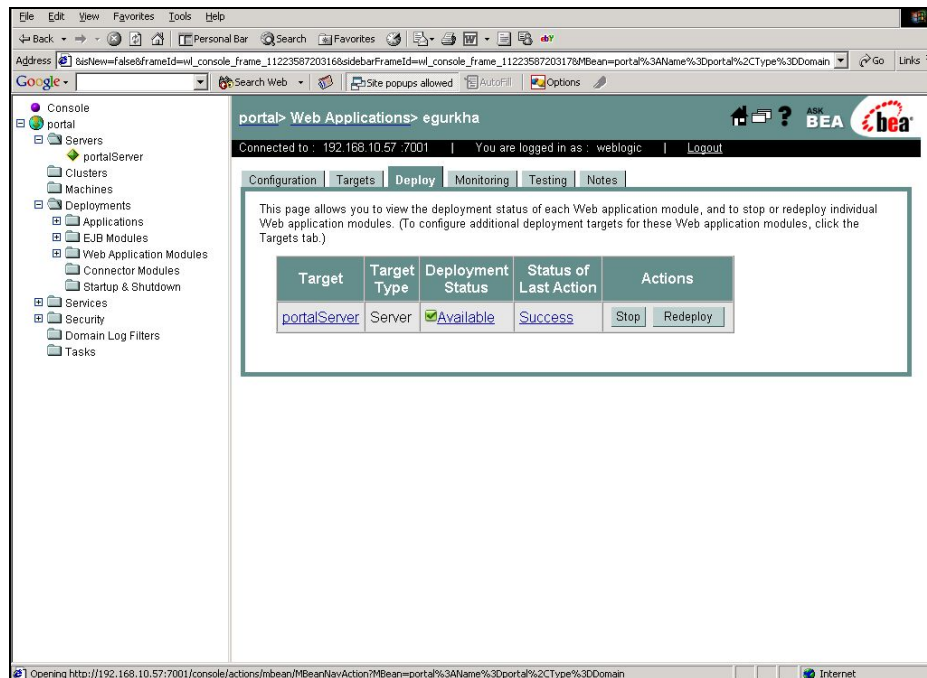 File Edit View Favorites Tools Help
Back Personal Bar Search Favorites
Address &isNew=false&frameId=wl_console_frame_1122358720316&sidebarFrameId=wl_console_frame_1122358720317&MBean=portal%3AName%3Dportal%2CType%3DDomain Go Links
Google Search Web Site popups allowed AutoFill Options
Console
portal
Servers
portalServer
Clusters
Machines
Deployments
Applications
EJB Modules
Web Application Modules
Connector Modules
Startup & Shutdown
Services
Security
Domain Log Filters
Tasks
portal> Web Applications> egurkha
? ASK BEA bea
Connected to : 192.168.10.57 :7001 | You are logged in as : weblogic | Logout
Configuration Targets Deploy Monitoring Testing Notes
This page allows you to view the deployment status of each Web application module, and to stop or redeploy individual
Web application modules. (To configure additional deployment targets for these Web application modules, click the
Targets tab.)
Target Target Type Deployment Status Status of Last Action Actions
portalServer Server Available Success Stop Redeploy
Opening http://192.168.10.57:7001/console/actions/mbean/MBeanNavAction?MBean=portal%3AName%3Dportal%2CType%3DDomain Internet